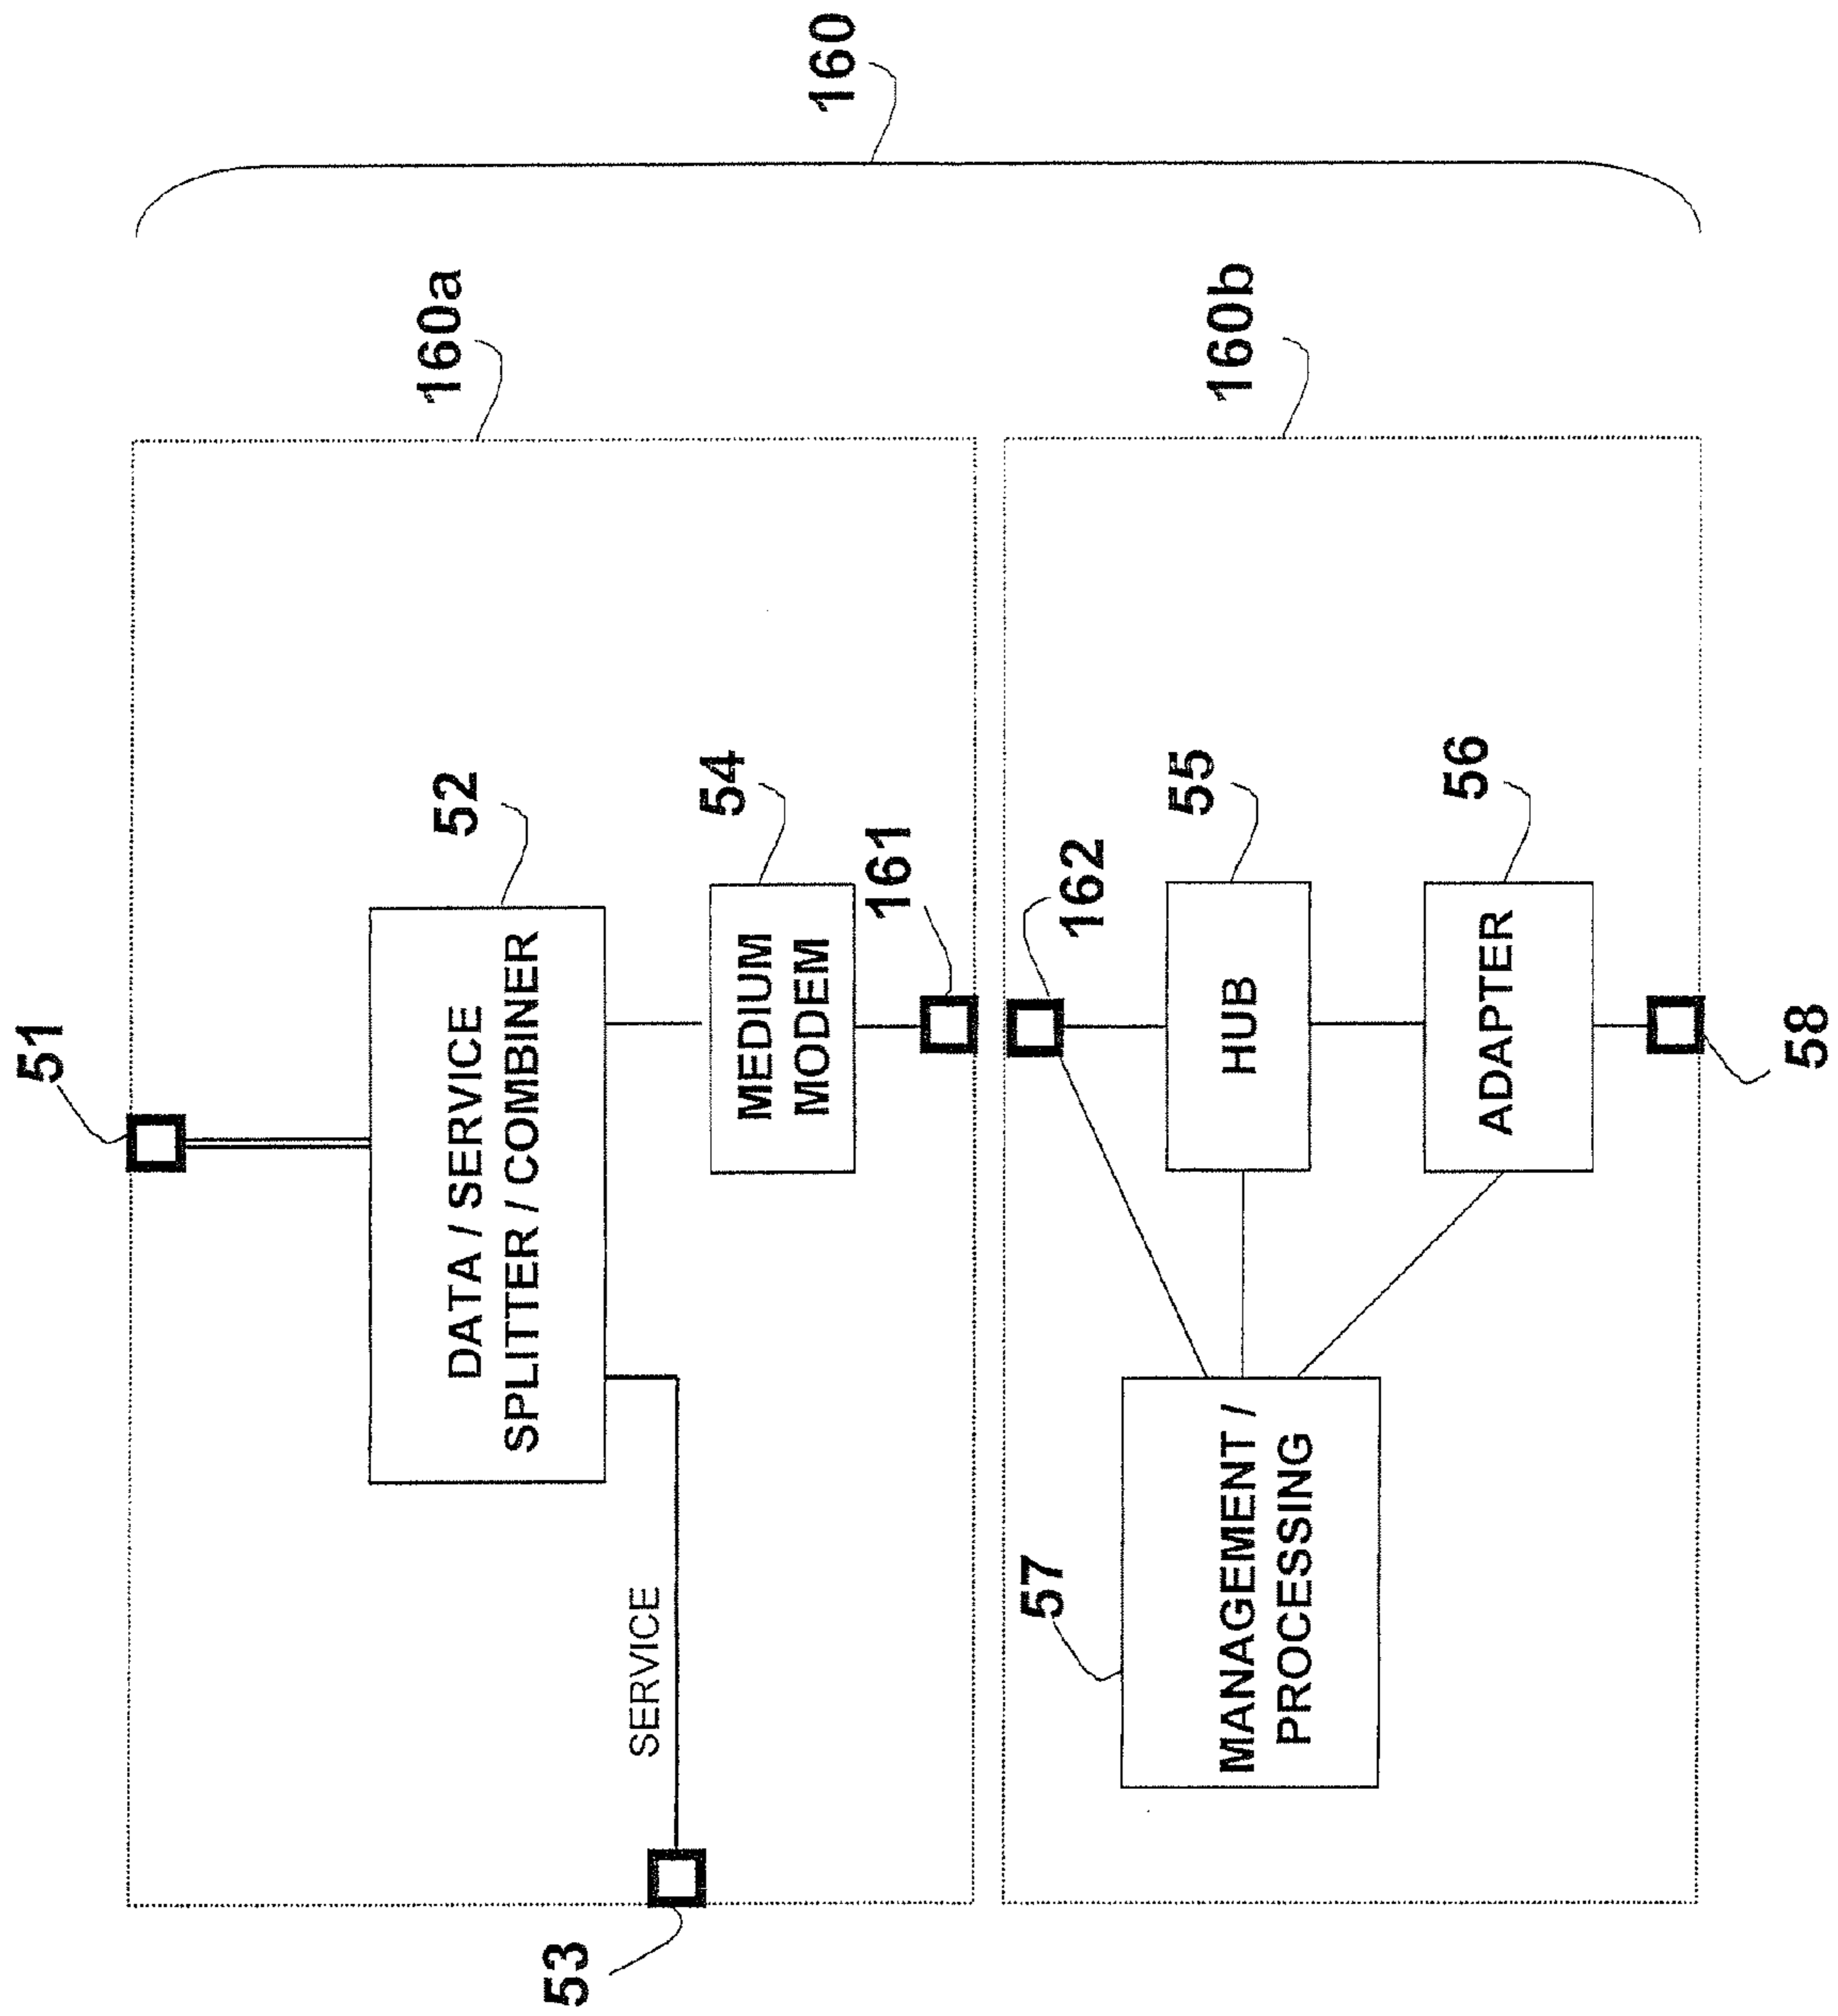 160
160a
160b
51
52
DATA / SERVICE
SPLITTER / COMBINER
54
MEDIUM
MODEM
161
SERVICE
53
162
55
HUB
56
ADAPTER
57
MANAGEMENT /
PROCESSING
58